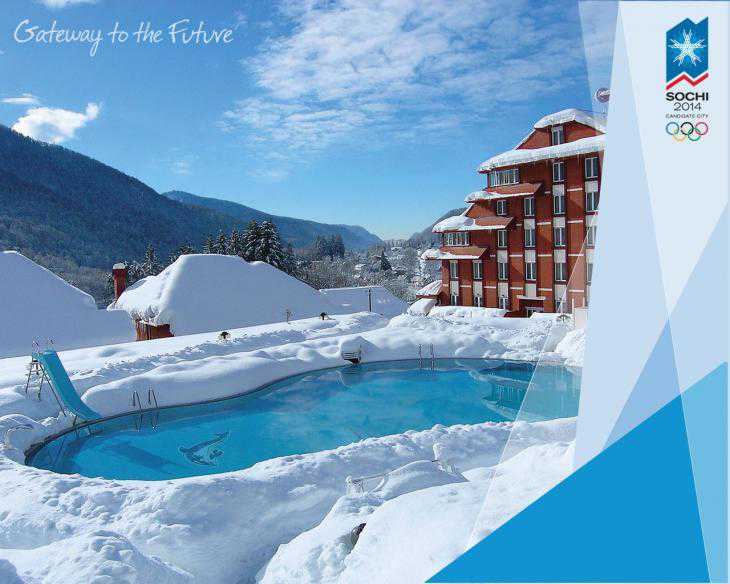 Gateway to the Future
SOCHI
2014
CANDIDATE CITY